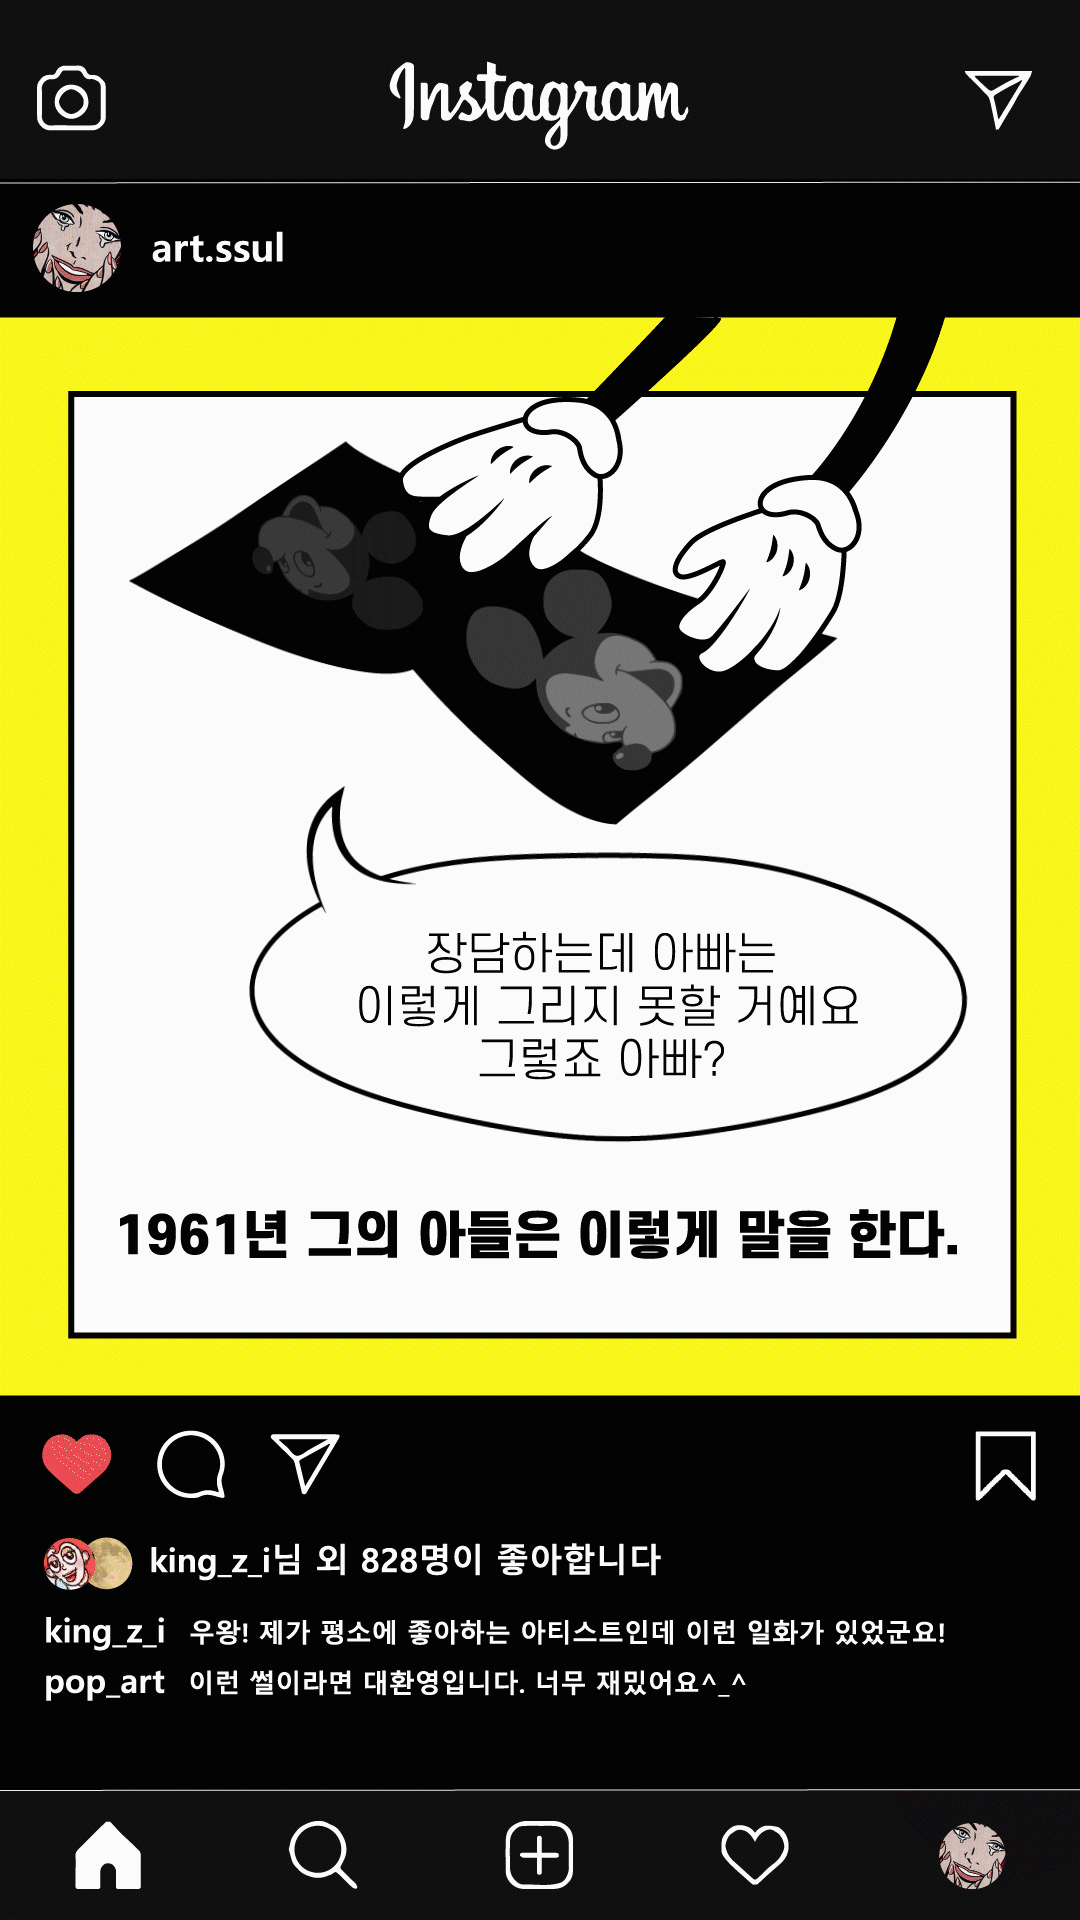 Instagram
art.ssul
장담하는데 아빠는
이렇게 그리지 못할 거예요
그렇죠 아빠?
1961년 그의 아들은 이렇게 말을 한다.
king_z_i님 외 828명이 좋아합니다
king_z_i 우왕! 제가 평소에 좋아하는 아티스트인데 이런 일화가 있었군요!
pop_art 이런 썰이라면 대환영입니다. 너무 재밌어요^_^